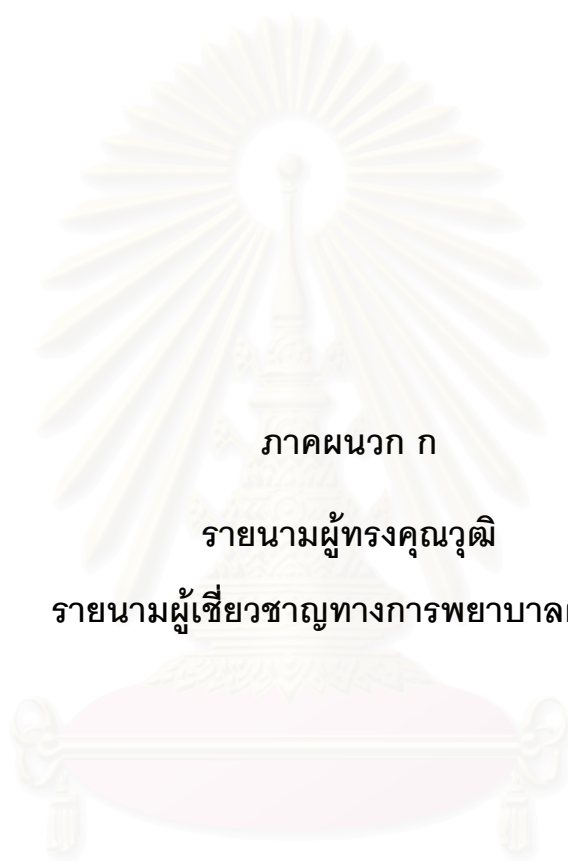 ภาคผนวก ก
รายนามผู้ทรงคุณวุฒิ
รายนามผู้เชี่ยวชาญทางการพยาบาล